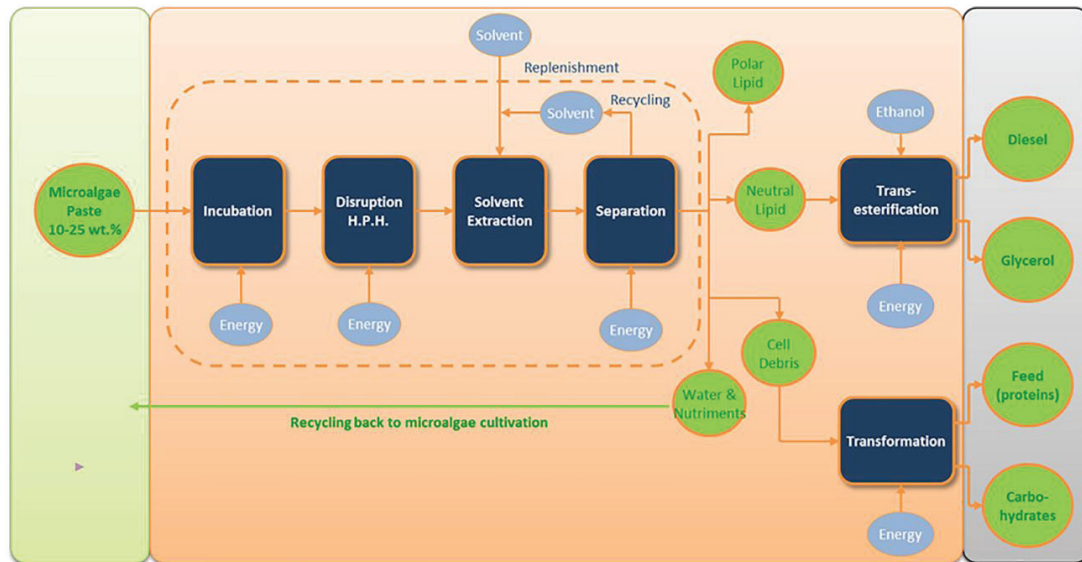 Solvent
Replenishment
Solvent
Recycling
Polar
Lipid
Ethanol
Diesel
Microalgae
Paste
10-25 wt.%
Incubation
Disruption
H.P.H.
Solvent
Extraction
Separation
Neutral
Lipid
Trans-
esterification
Glycerol
Energy
Energy
Energy
Energy
Cell
Debris
Feed
(proteins)
Water &
Nutriments
Recycling back to microalgae cultivation
Transformation
Carbo-
hydrates
Energy